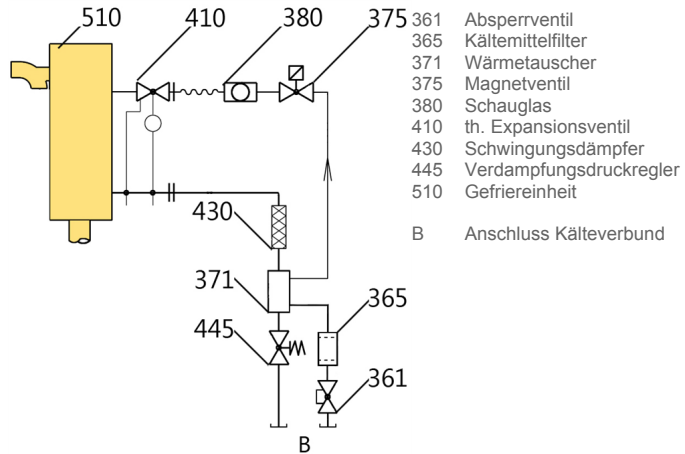 510
410
380
375
430
371
365
445
361
B
361 Absperrventil
365 Kältemittelfilter
371 Wärmetauscher
375 Magnetventil
380 Schauglas
410 th. Expansionsventil
430 Schwingungsdämpfer
445 Verdampfungsdruckregler
510 Gefriereinheit
B Anschluss Kälteverbund